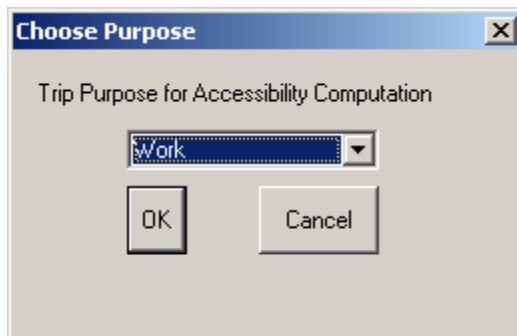 Choose Purpose
Trip Purpose for Accessibility Computation
Work
OK Cancel